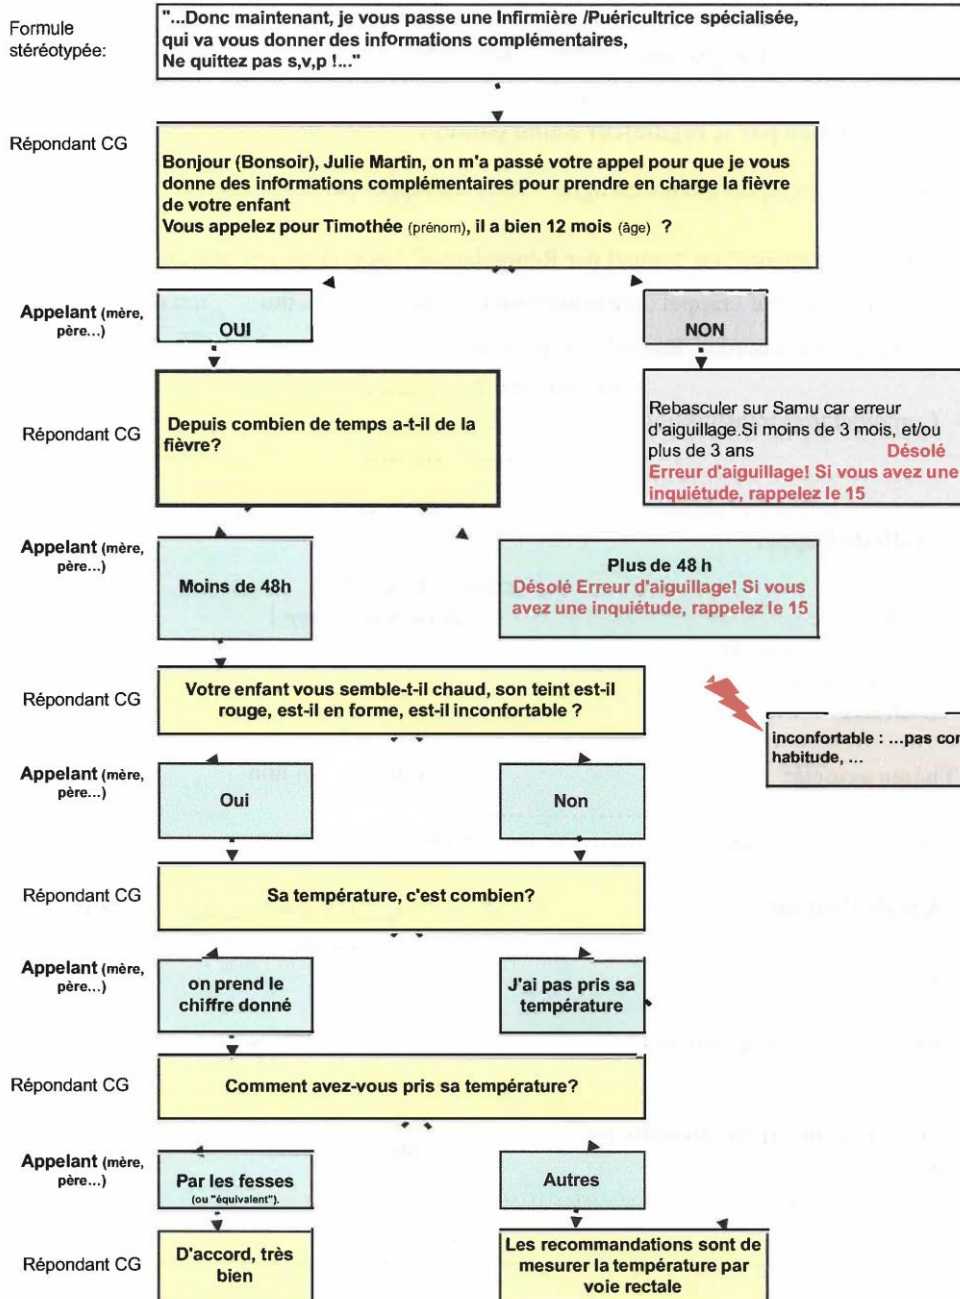 Formule
stéréotypée:
"...Donc maintenant, je vous passe une Infirmière /Puéricultrice spécialisée,
qui va vous donner des informations complémentaires,
Ne quittez pas s,v,p !..."
Répondant CG
Bonjour (Bonsoir), Julie Martin, on m'a passé votre appel pour que je vous
donne des informations complémentaires pour prendre en charge la fièvre
de votre enfant
Vous appelez pour Timothée (prénom), il a bien 12 mois (âge) ?
Appelant (mère,
père...)
OUI
NON
Répondant CG
Depuis combien de temps a-t-il de la
fièvre?
Rebasculer sur Samu car erreur
d'aiguillage.Si moins de 3 mois, et/ou
plus de 3 ans Désolé
Erreur d'aiguillage! Si vous avez une
inquiétude, rappelez le 15
Appelant (mère,
père...)
Moins de 48h
Plus de 48 h
Désolé Erreur d'aiguillage! Si vous
avez une inquiétude, rappelez le 15
Répondant CG
Votre enfant vous semble-t-il chaud, son teint est-il
rouge, est-il en forme, est-il inconfortable ?
inconfortable : ...pas
habitude, ...
Appelant (mère,
père...)
Oui
Non
Répondant CG
Sa température, c'est combien?
Appelant (mère,
père...)
on prend le
chiffre donné
J'ai pas pris sa
température
Répondant CG
Comment avez-vous pris sa température?
Appelant (mère,
père...)
Par les fesses
(ou "équivalent").
Autres
Répondant CG
D'accord, très
bien
Les recommandations sont de
mesurer la température par
voie rectale